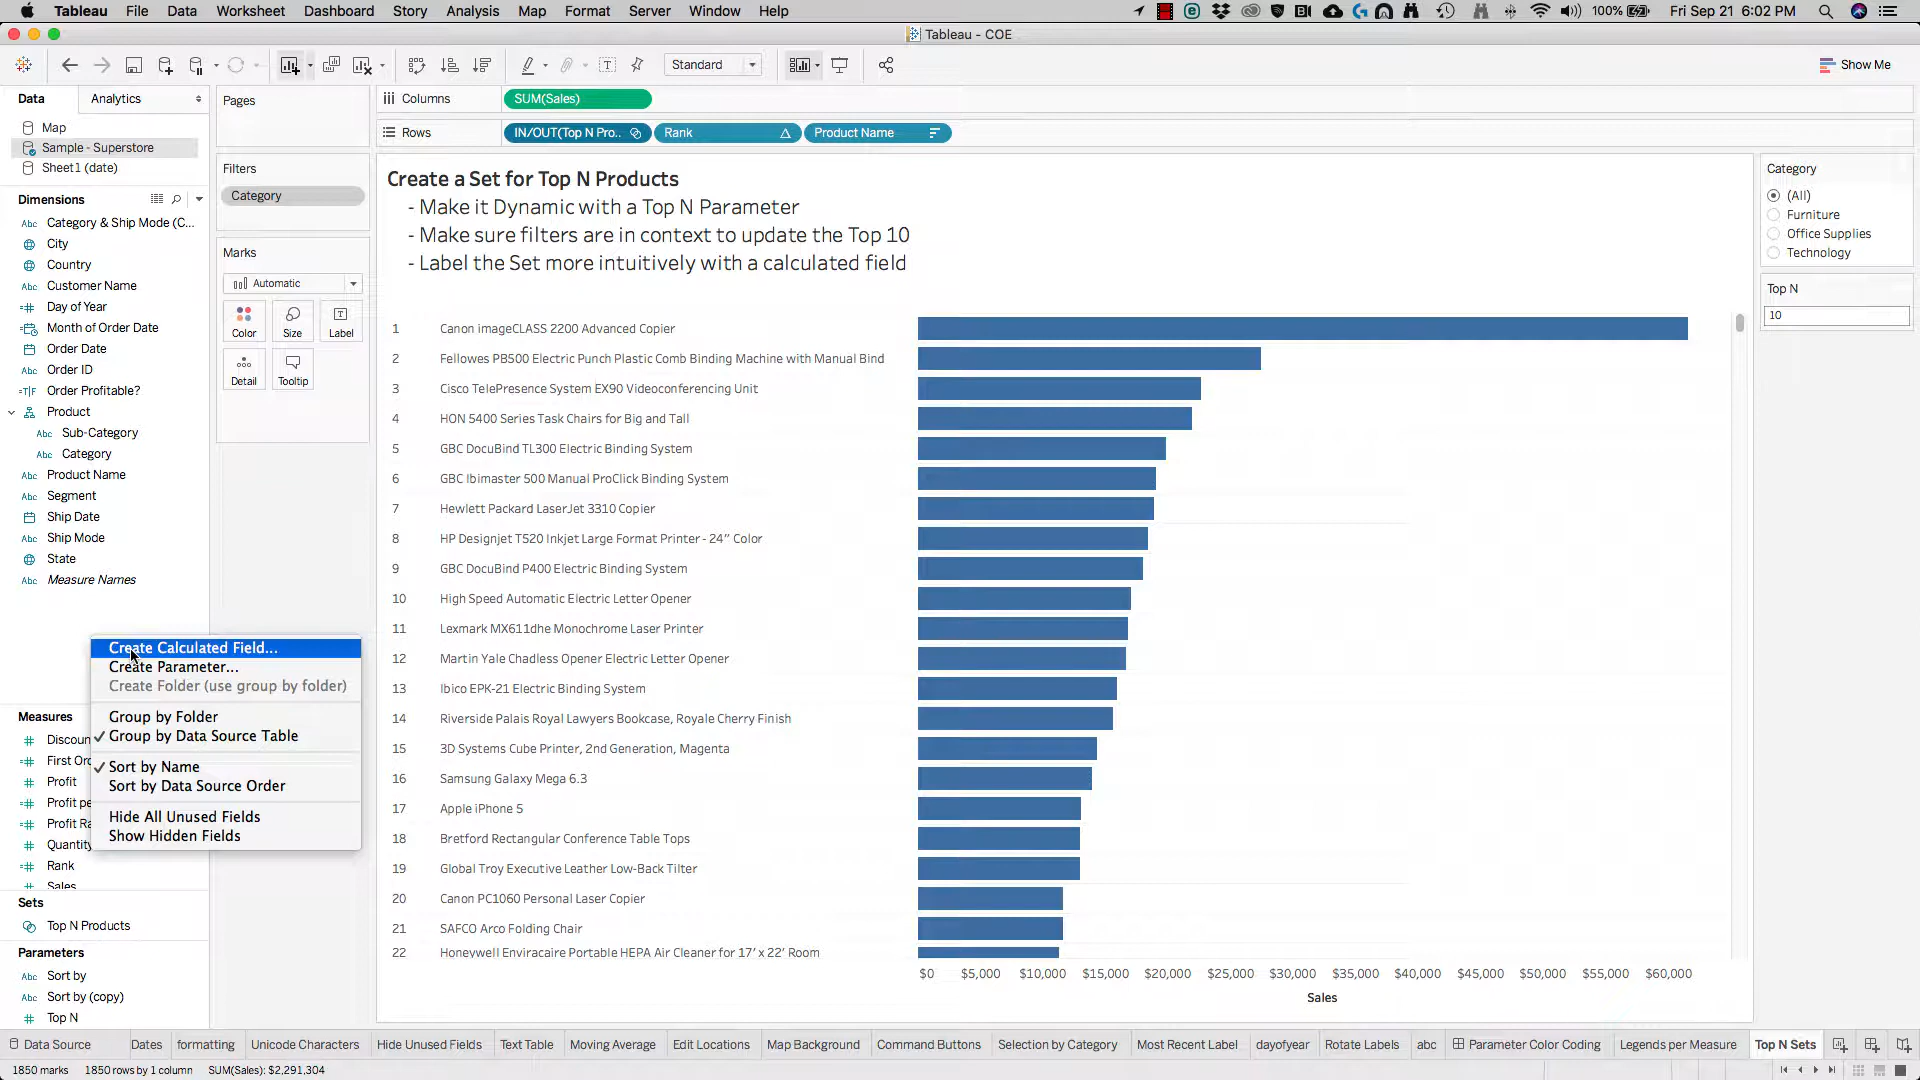 Tableau File Data Worksheet Dashboard Story Analysis Map Format Server Window Help 100% Fri Sep 21 6:02 PM
Tableau - COE
Standard Show Me
Data Analytics
Map
Sample - Superstore
Sheet1 (date)
Dimensions
Abc Category & Ship Mode (C...
City
Country
Abc Customer Name
Day of Year
Month of Order Date
Order Date
Abc Order ID
=T|F Order Profitable?
Product
Abc Sub-Category
Abc Category
Abc Product Name
Abc Segment
Ship Date
Abc Ship Mode
State
Abc Measure Names
Create Calculated Field...
Create Parameter...
Create Folder (use group by folder)
Group by Folder
✓ Group by Data Source Table
✓ Sort by Name
Sort by Data Source Order
Hide All Unused Fields
Show Hidden Fields
Measures
# Discoun
=# First Orc
# Profit
=# Profit pe
=# Profit Ra
# Quantity
=# Rank
# Sales
Sets
Top N Products
Parameters
Abc Sort by
Abc Sort by (copy)
# Top N
Pages
Filters
Category
Marks
Automatic
Color Size Label
Detail Tooltip
Columns SUM(Sales)
Rows IN/OUT(Top N Pro.. Rank Product Name
Create a Set for Top N Products
- Make it Dynamic with a Top N Parameter
- Make sure filters are in context to update the Top 10
- Label the Set more intuitively with a calculated field
1 Canon imageCLASS 2200 Advanced Copier
2 Fellowes PB500 Electric Punch Plastic Comb Binding Machine with Manual Bind
3 Cisco TelePresence System EX90 Videoconferencing Unit
4 HON 5400 Series Task Chairs for Big and Tall
5 GBC DocuBind TL300 Electric Binding System
6 GBC Ibimaster 500 Manual ProClick Binding System
7 Hewlett Packard LaserJet 3310 Copier
8 HP Designjet T520 Inkjet Large Format Printer - 24" Color
9 GBC DocuBind P400 Electric Binding System
10 High Speed Automatic Electric Letter Opener
11 Lexmark MX611dhe Monochrome Laser Printer
12 Martin Yale Chadless Opener Electric Letter Opener
13 Ibico EPK-21 Electric Binding System
14 Riverside Palais Royal Lawyers Bookcase, Royale Cherry Finish
15 3D Systems Cube Printer, 2nd Generation, Magenta
16 Samsung Galaxy Mega 6.3
17 Apple iPhone 5
18 Bretford Rectangular Conference Table Tops
19 Global Troy Executive Leather Low-Back Tilter
20 Canon PC1060 Personal Laser Copier
21 SAFCO Arco Folding Chair
22 Honeywell Enviracaire Portable HEPA Air Cleaner for 17' x 22' Room
$0 $5,000 $10,000 $15,000 $20,000 $25,000 $30,000 $35,000 $40,000 $45,000 $50,000 $55,000 $60,000
Sales
Category
(All)
Furniture
Office Supplies
Technology
Top N
10
Data Source Dates formatting Unicode Characters Hide Unused Fields Text Table Moving Average Edit Locations Map Background Command Buttons Selection by Category Most Recent Label dayofyear Rotate Labels abc Parameter Color Coding Legends per Measure Top N Sets
1850 marks 1850 rows by 1 column SUM(Sales): $2,291,304